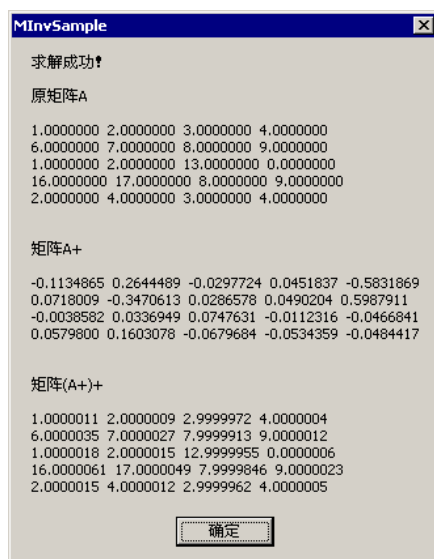 MInvSample
求解成功!
原矩阵A
1.0000000 2.0000000 3.0000000 4.0000000
6.0000000 7.0000000 8.0000000 9.0000000
1.0000000 2.0000000 13.0000000 0.0000000
16.0000000 17.0000000 8.0000000 9.0000000
2.0000000 4.0000000 3.0000000 4.0000000
矩阵A+
-0.1134865 0.2644489 -0.0297724 0.0451837 -0.5831869
0.0718009 -0.3470613 0.0286578 0.0490204 0.5987911
-0.0038582 0.0336949 0.0747631 -0.0112316 -0.0466841
0.0579800 0.1603078 -0.0679684 -0.0534359 -0.0484417
矩阵(A+)+
1.0000011 2.0000009 2.9999972 4.0000004
6.0000035 7.0000027 7.9999913 9.0000012
1.0000018 2.0000015 12.9999955 0.0000006
16.0000061 17.0000049 7.9999846 9.0000023
2.0000015 4.0000012 2.9999962 4.0000005
确定